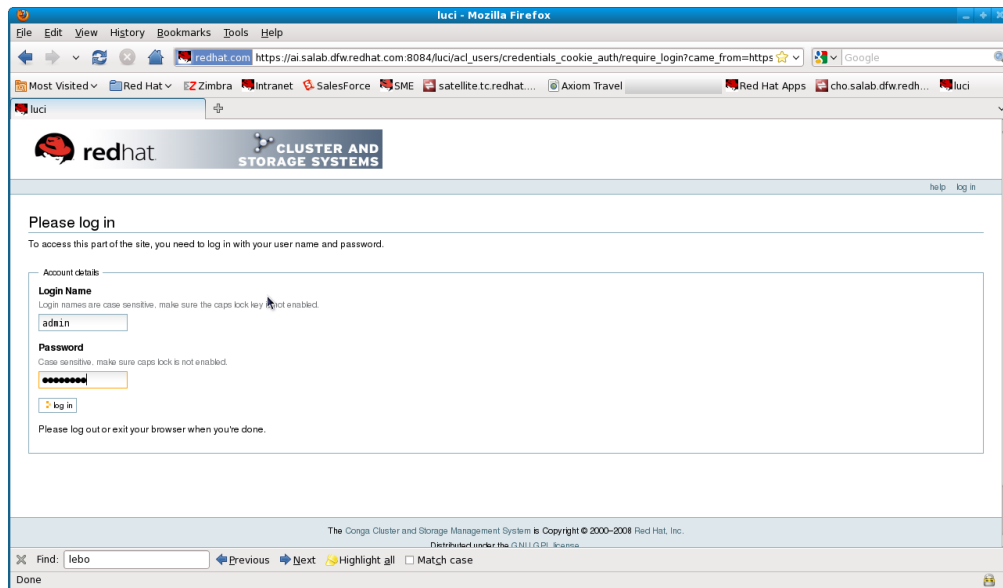 luci - Mozilla Firefox
File Edit View History Bookmarks Tools Help
redhat.com https://ai.salab.dfw.redhat.com:8084/luci/acl_users/credentials_cookie_auth/require_login?came_from=https Google
Most Visited Red Hat Zimbra Intranet SalesForce SME satellite.tc.redhat.... Axiom Travel Red Hat Apps cho.salab.dfw.redh... luci
luci
redhat. CLUSTER AND
STORAGE SYSTEMS
help log in
Please log in
To access this part of the site, you need to log in with your user name and password.
Account details
Login Name
Login names are case sensitive, make sure the caps lock key is not enabled.
admin
Password
Case sensitive, make sure caps lock is not enabled.
log in
Please log out or exit your browser when you're done.
The Conga Cluster and Storage Management System is Copyright © 2000–2008 Red Hat, Inc.
Distributed under the GNU GPL license
Find: lebo Previous Next Highlight all Match case
Done